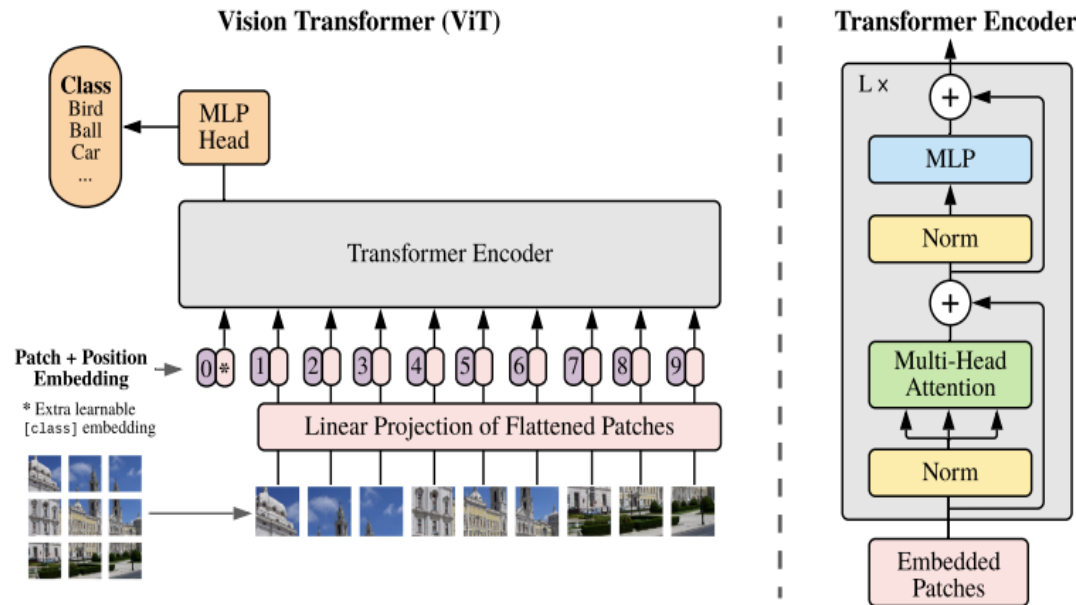 Vision Transformer (ViT)
Class
Bird
Ball
Car
...
MLP
Head
Transformer Encoder
Patch + Position
Embedding
0 * 1 2 3 4 5 6 7 8 9
* Extra learnable
[class] embedding
Linear Projection of Flattened Patches
Transformer Encoder
L ×
+
MLP
Norm
+
Multi-Head
Attention
Norm
Embedded
Patches